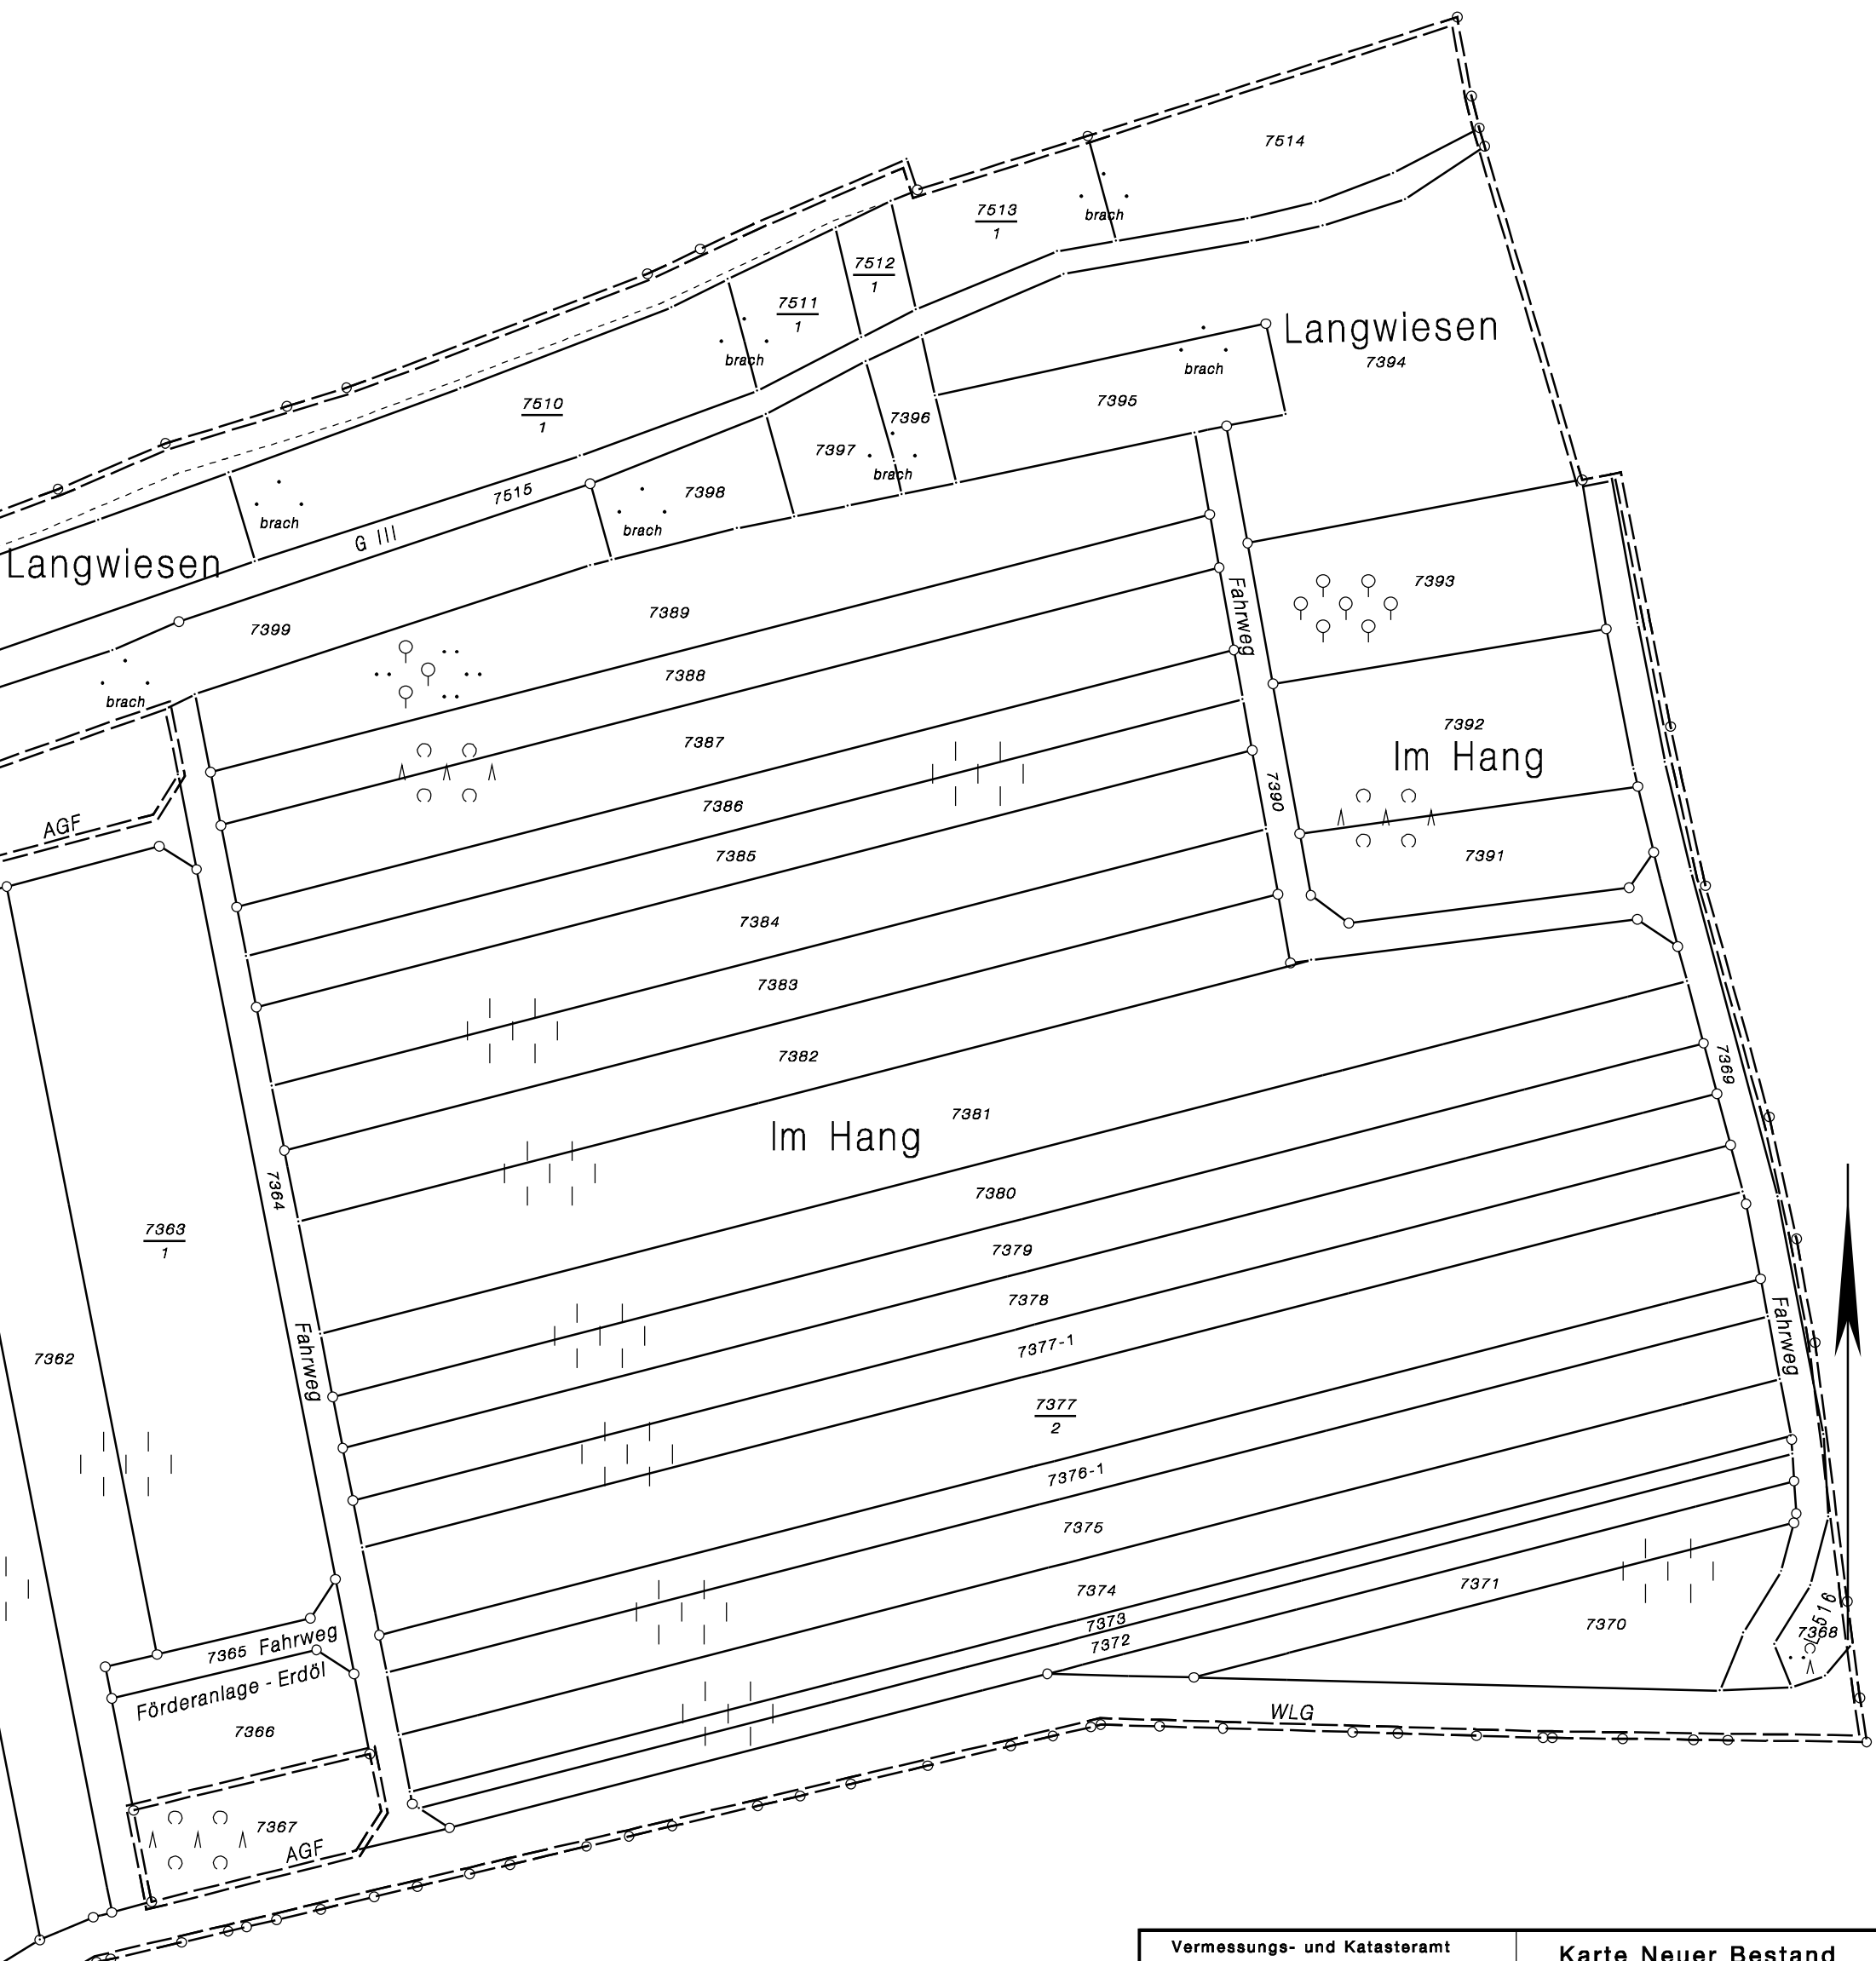 7514
7513
1
brach
7512
1
7511
1
brach
Langwiesen
7394
brach
7395
7510
1
7396
7397
brach
7398
brach
7515
G III
brach
Langwiesen
7399
brach
7389
7388
7387
7386
7385
7384
7383
7382
7381
Im Hang
7380
7379
7378
7377-1
7377
2
7376-1
7375
7374
7373
7372
7371
7370
Fahrweg
7390
7393
7392
Im Hang
7391
7369
Fahrweg
7516
7368
AGF
7364
Fahrweg
7363
1
7362
7365 Fahrweg
Förderanlage - Erdöl
7366
7367
AGF
WLG
Vermessungs- und Katasteramt
Karte Neuer Bestand